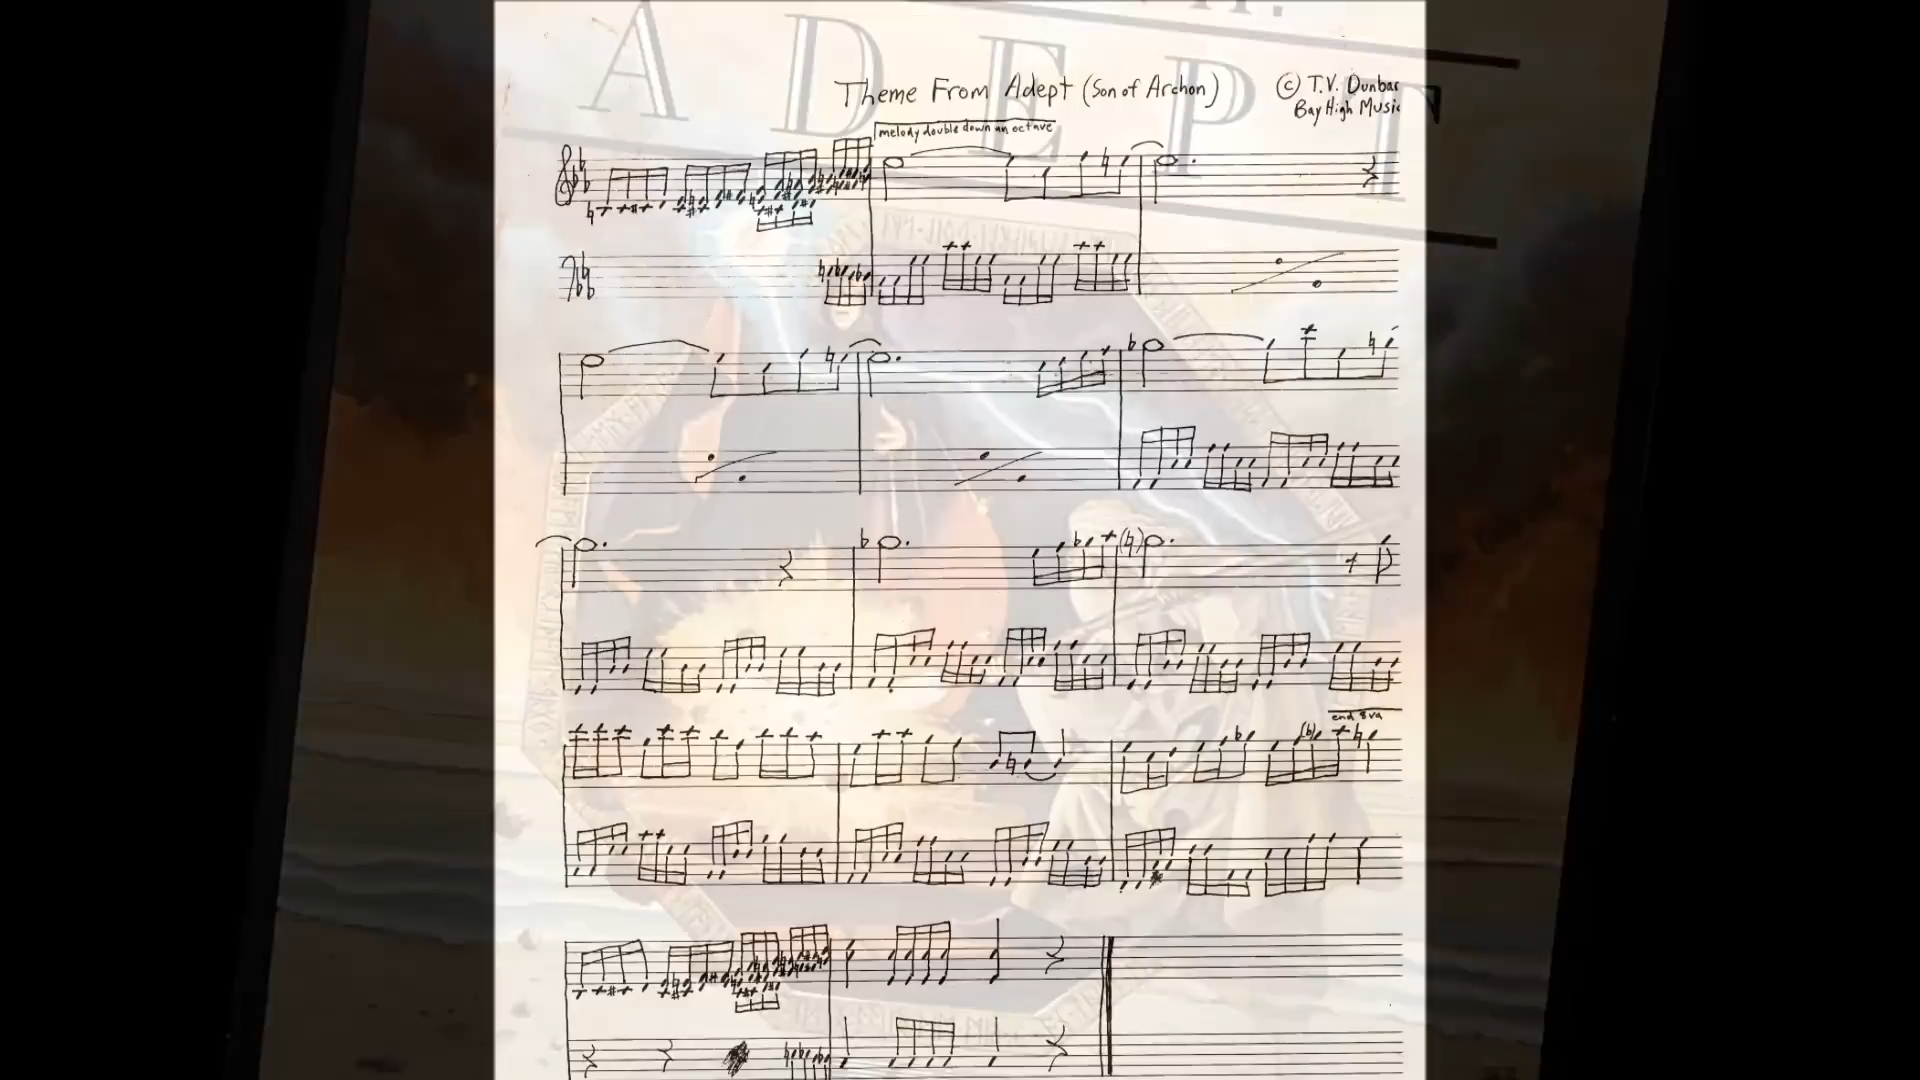 ADEPT
Theme From Adept (Son of Archon)
© T.V. Dunbar
Bay High Music
melody double down an octave
end 8va